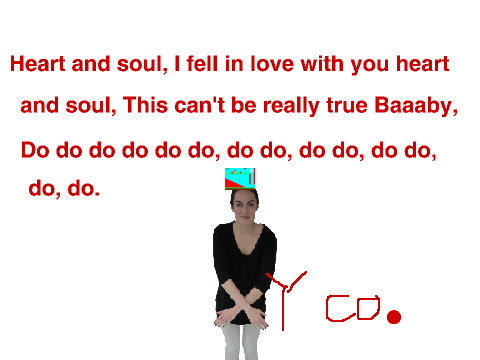 Heart and soul, I fell in love with you heart
and soul, This can't be really true Baaaby,
Do do do do do do, do do, do do, do do,
do, do.
Y co.